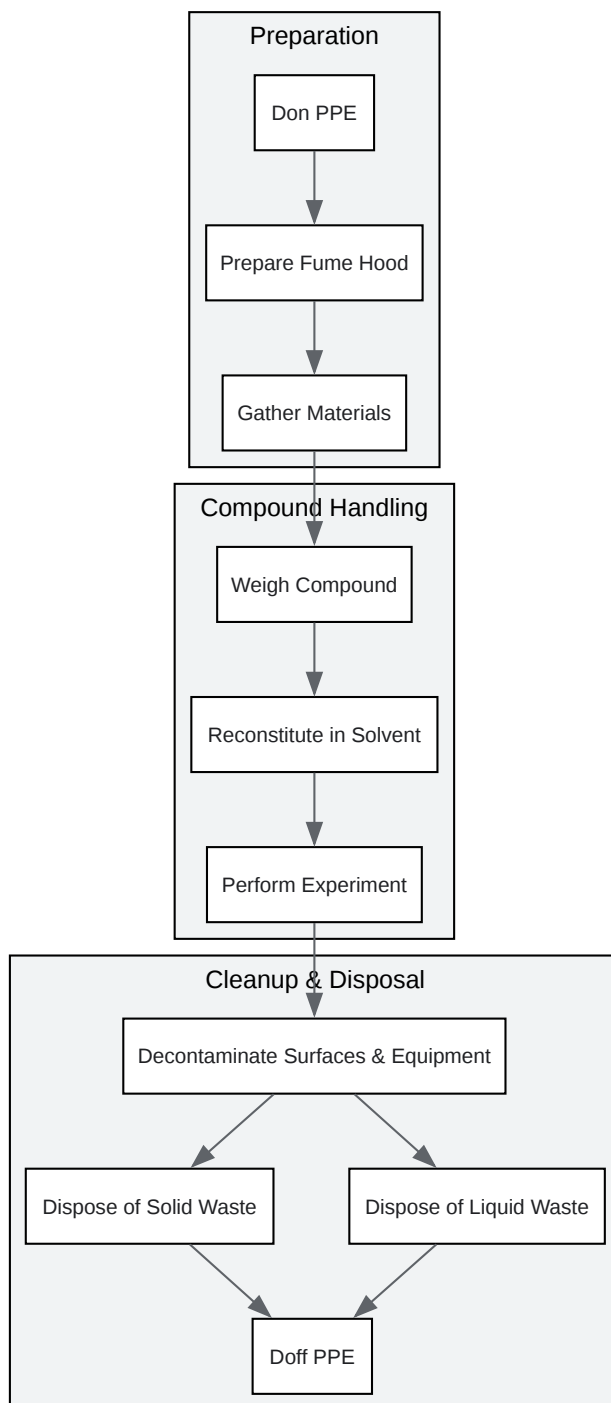 Preparation
Don PPE
Prepare Fume Hood
Gather Materials
Compound Handling
Weigh Compound
Reconstitute in Solvent
Perform Experiment
Cleanup & Disposal
Decontaminate Surfaces & Equipment
Dispose of Solid Waste
Dispose of Liquid Waste
Doff PPE